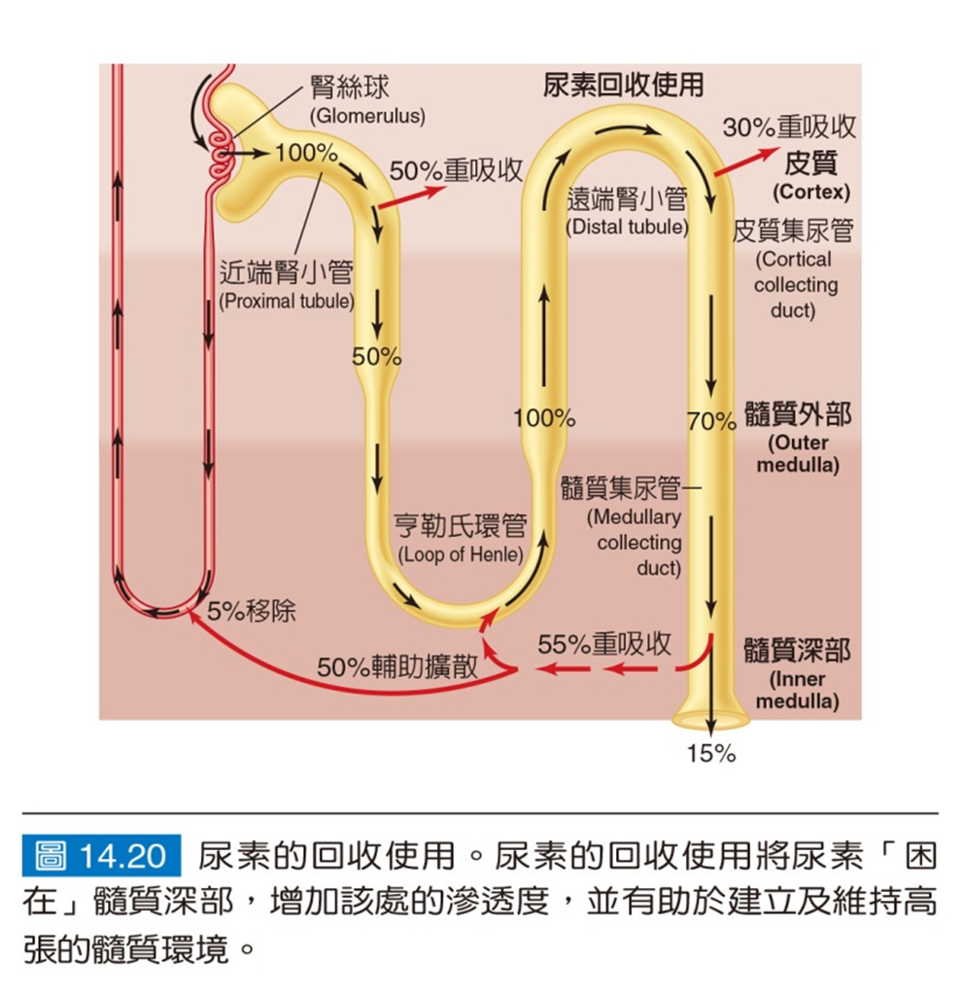 腎絲球
(Glomerulus)
尿素回收使用
100%
50%重吸收
30%重吸收
皮質
(Cortex)
遠端腎小管
(Distal tubule)
皮質集尿管
(Cortical
collecting
duct)
近端腎小管
(Proximal tubule)
50%
100%
70%
髓質外部
(Outer
medulla)
髓質集尿管
(Medullary
collecting
duct)
亨勒氏環管
(Loop of Henle)
5%移除
55%重吸收
50%輔助擴散
髓質深部
(Inner
medulla)
15%
圖 14.20 尿素的回收使用。尿素的回收使用將尿素「困
在」髓質深部，增加該處的滲透度，並有助於建立及維持高
張的髓質環境。